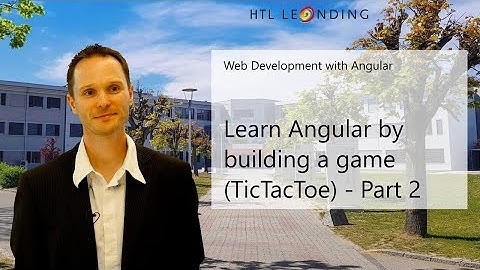 HTL LEONDING
Web Development with Angular
Learn Angular by
building a game
(TicTacToe) - Part 2